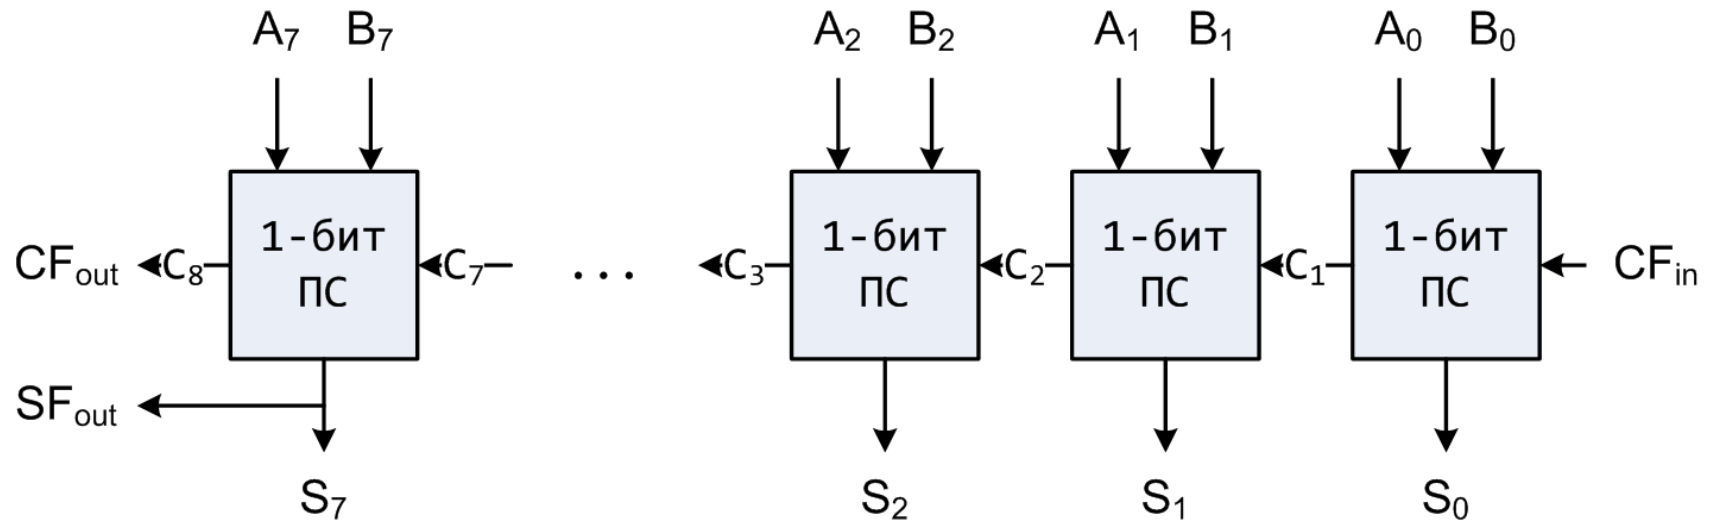 A7 B7 A2 B2 A1 B1 A0 B0
1-бит 1-бит 1-бит 1-бит
CFout C8 C7 ... C3 C2 C1 CFin
ПС ПС ПС ПС
SFout
S7 S2 S1 S0